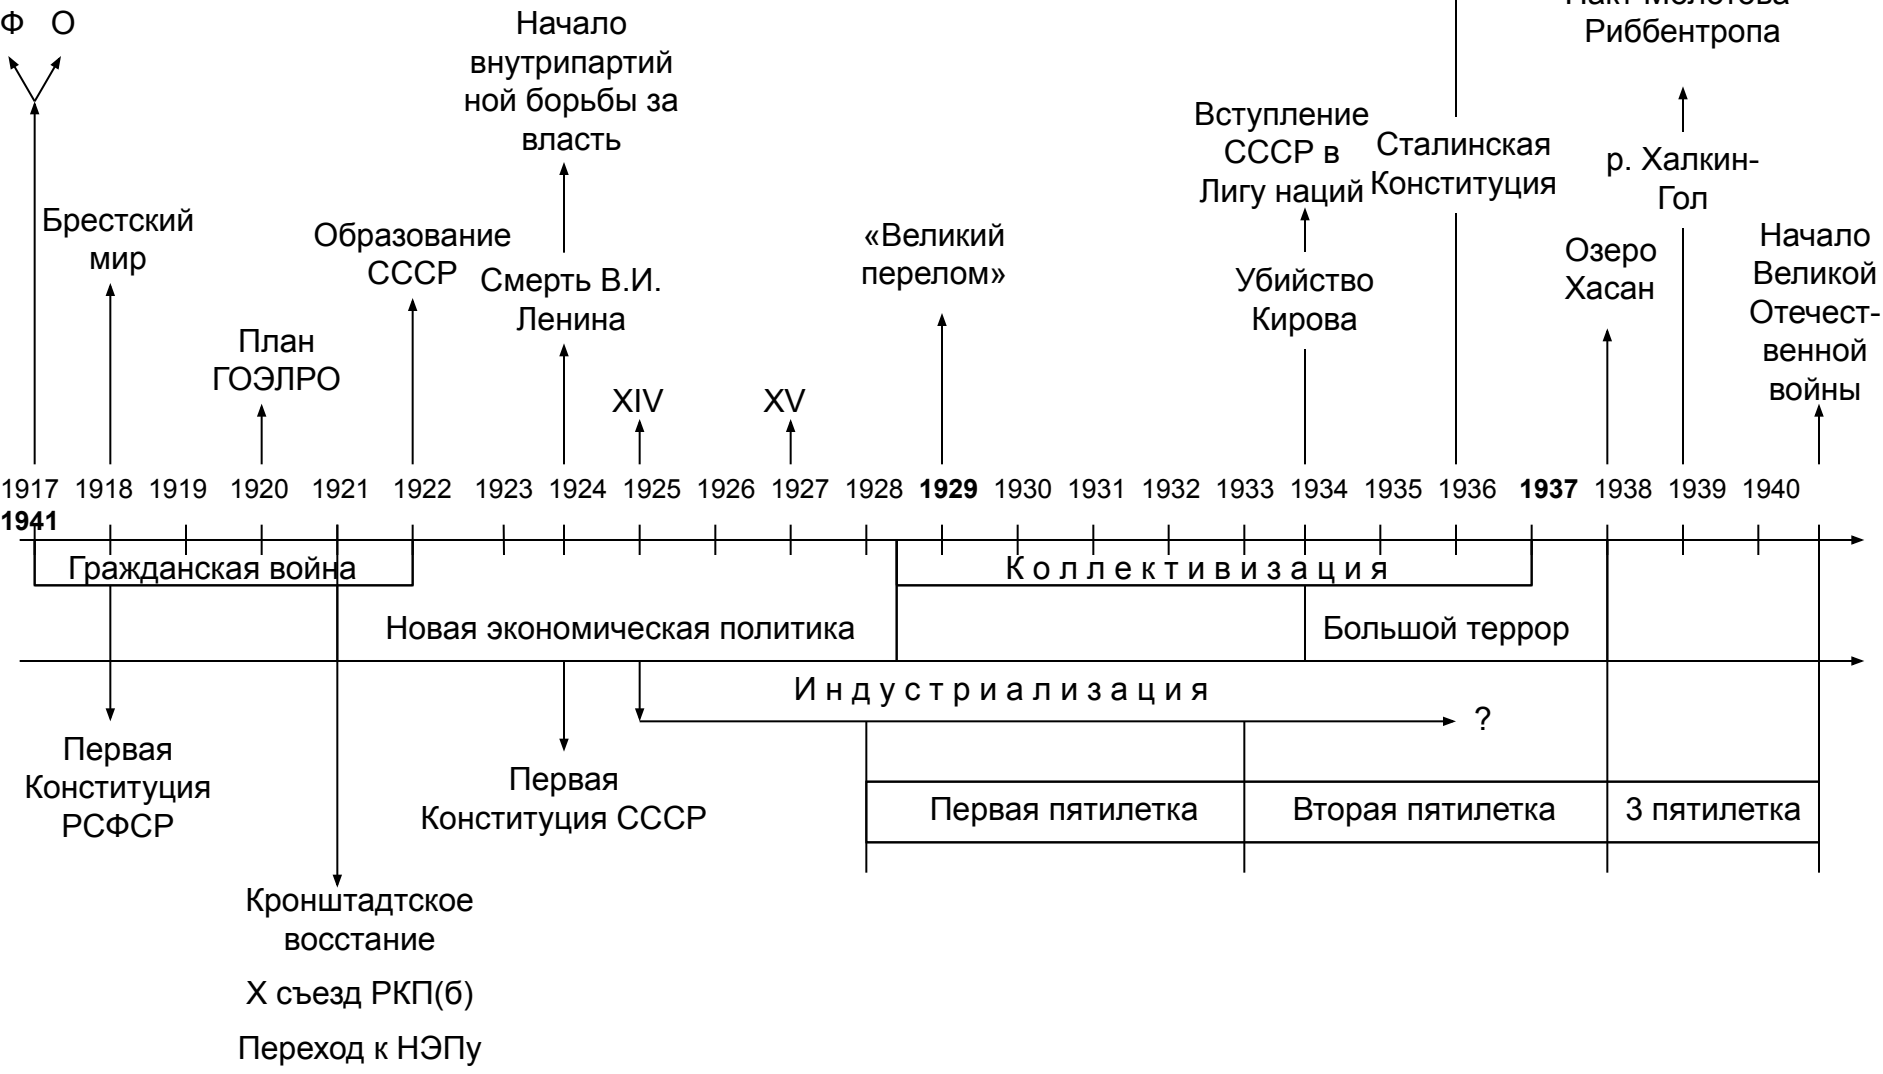 Ф О
Риббентропа
Начало
внутрипартий
ной борьбы за
власть
Вступление
СССР в
Лигу наций
Сталинская
Конституция
р. Халкин-
Гол
Брестский
мир
Образование
СССР
Смерть В.И.
Ленина
«Великий
перелом»
Убийство
Кирова
Озеро
Хасан
Начало
Великой
Отечест-
венной
войны
План
ГОЭЛРО
XIV
XV
1917 1918 1919 1920 1921 1922 1923 1924 1925 1926 1927 1928 1929 1930 1931 1932 1933 1934 1935 1936 1937 1938 1939 1940
1941
Гражданская война
К о л л е к т и в и з а ц и я
Новая экономическая политика
Большой террор
И н д у с т р и а л и з а ц и я
?
Первая
Конституция
РСФСР
Первая
Конституция СССР
Первая пятилетка
Вторая пятилетка
3 пятилетка
Кронштадтское
восстание
X съезд РКП(б)
Переход к НЭПу